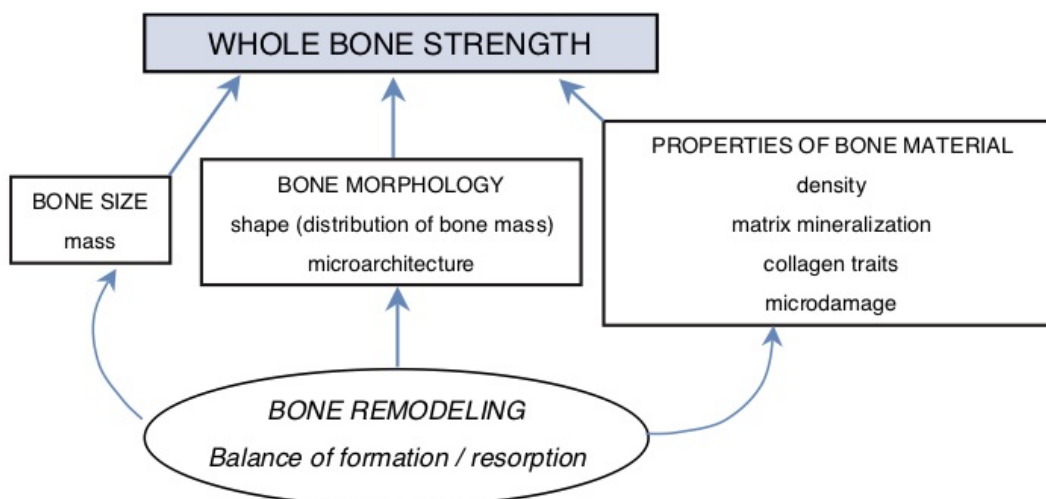 WHOLE BONE STRENGTH
BONE SIZE
mass
BONE MORPHOLOGY
shape (distribution of bone mass)
microarchitecture
PROPERTIES OF BONE MATERIAL
density
matrix mineralization
collagen traits
microdamage
BONE REMODELING
Balance of formation / resorption